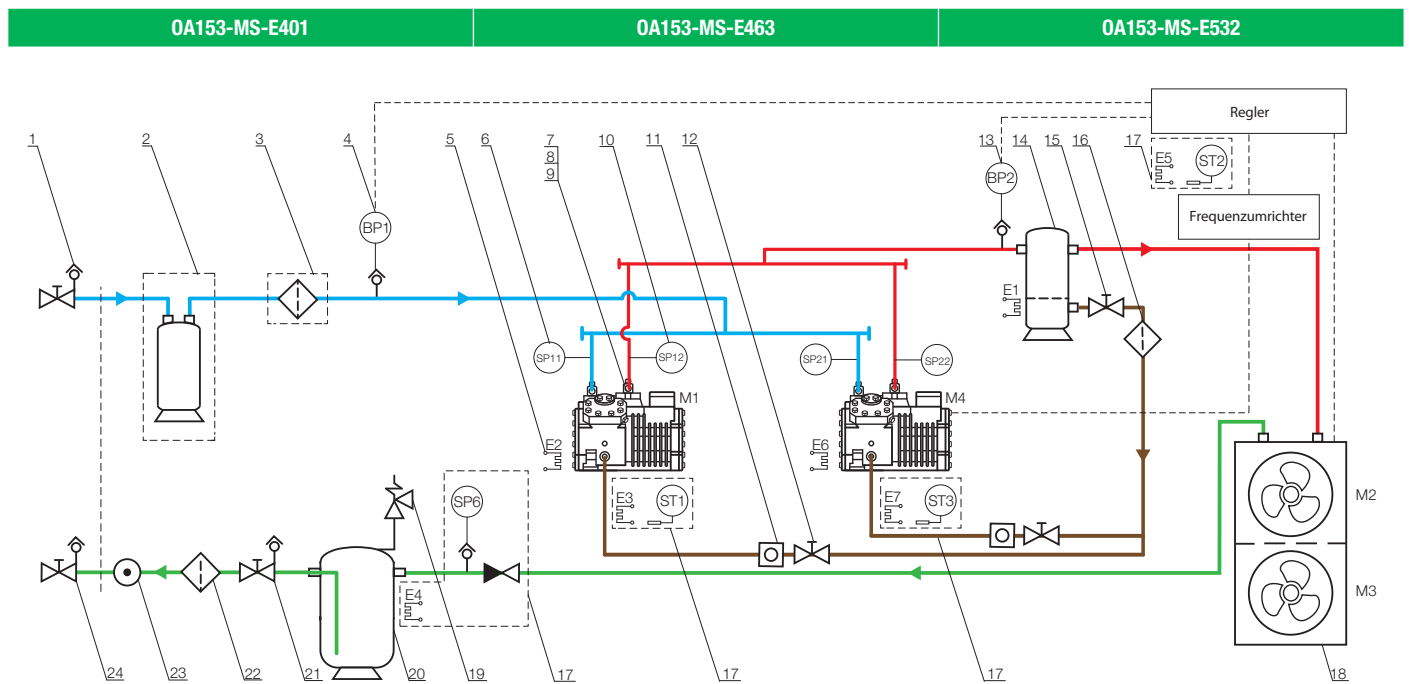 OA153-MS-E401 OA153-MS-E463 OA153-MS-E532
Regler
1 2 3 4 5 6 7 10 11 12 13 14 15 16 17
8
9
E5 ST2
BP2
BP1
Frequenzumrichter
E1
SP11 SP12 SP21 SP22
M1 M4
E2 E6
E3 ST1 E7 ST3
SP6
M2
E4
M3
24 23 22 21 20 19 17 17 17 18